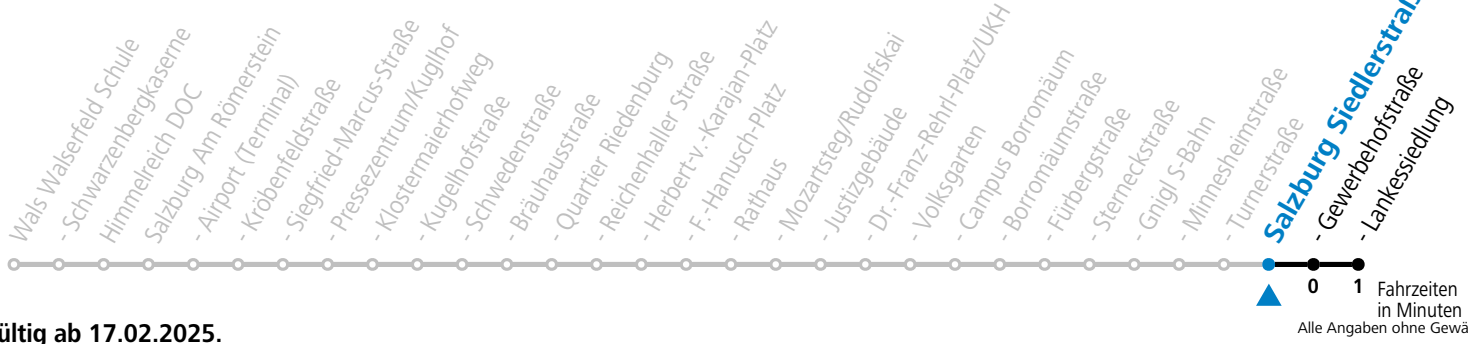 Wals Walserfeld Schule
- Schwarzenbergkaserne
Himmelreich DOC
Salzburg Am Römerstein
- Airport (Terminal)
- Kröbenfeldstraße
- Siegfried-Marcus-Straße
- Pressezentrum/Kuglhof
- Klostermaierhofweg
- Kugelhofstraße
- Schwedenstraße
- Bräuhausstraße
- Quartier Riedenburg
- Reichenhaller Straße
- Herbert-v.-Karajan-Platz
- F.-Hanusch-Platz
- Rathaus
- Mozartsteg/Rudolfskai
- Justizgebäude
- Dr.-Franz-Rehrl-Platz/UKH
- Volksgarten
- Campus Borromäum
- Borromäumstraße
- Fürbergstraße
- Sterneckstraße
- Gnigl S-Bahn
- Minnesheimstraße
- Turnerstraße
Salzburg Siedlerstraß
- Gewerbehofstraße
- Lankessiedlung
0 1 Fahrzeiten
in Minuten
Alle Angaben ohne Gewä
ültig ab 17.02.2025.